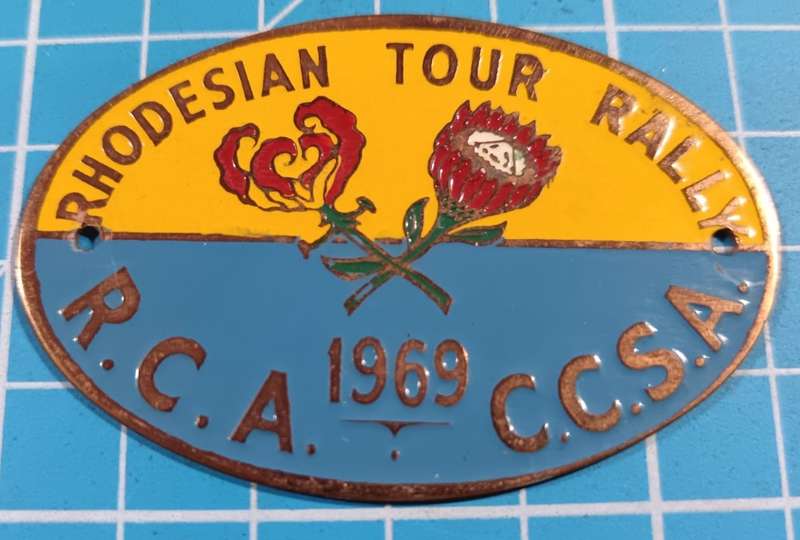 RHODESIAN TOUR RALLY
R.C.A. 1969 C.C.S.A.